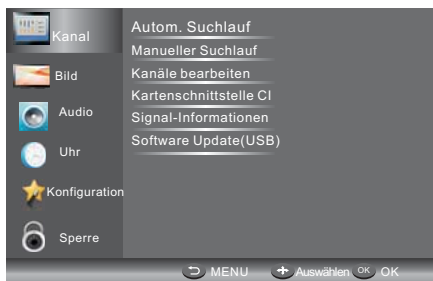 Kanal
Bild
Audio
Uhr
Konfiguration
Sperre
Autom. Suchlauf
Manueller Suchlauf
Kanäle bearbeiten
Kartenschnittstelle CI
Signal-Informationen
Software Update(USB)
MENU Auswählen OK OK